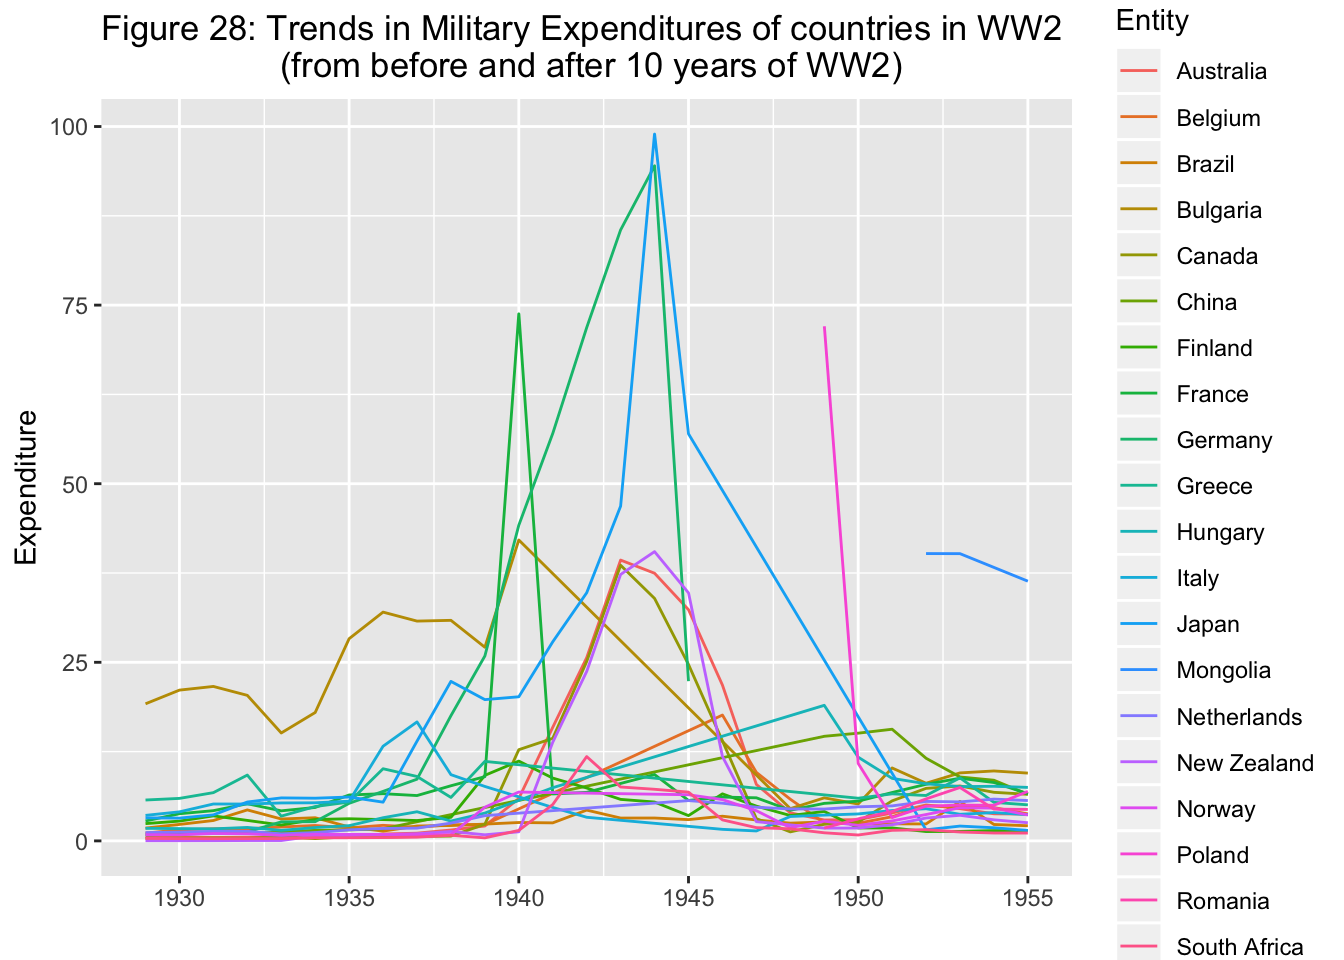 Figure 28: Trends in Military Expenditures of countries in WW2
(from before and after 10 years of WW2)
Entity
Australia
Belgium
Brazil
Bulgaria
Canada
China
Finland
France
Germany
Greece
Hungary
Italy
Japan
Mongolia
Netherlands
New Zealand
Norway
Poland
Romania
South Africa
Expenditure
100
75
50
25
0
1930
1935
1940
1945
1950
1955